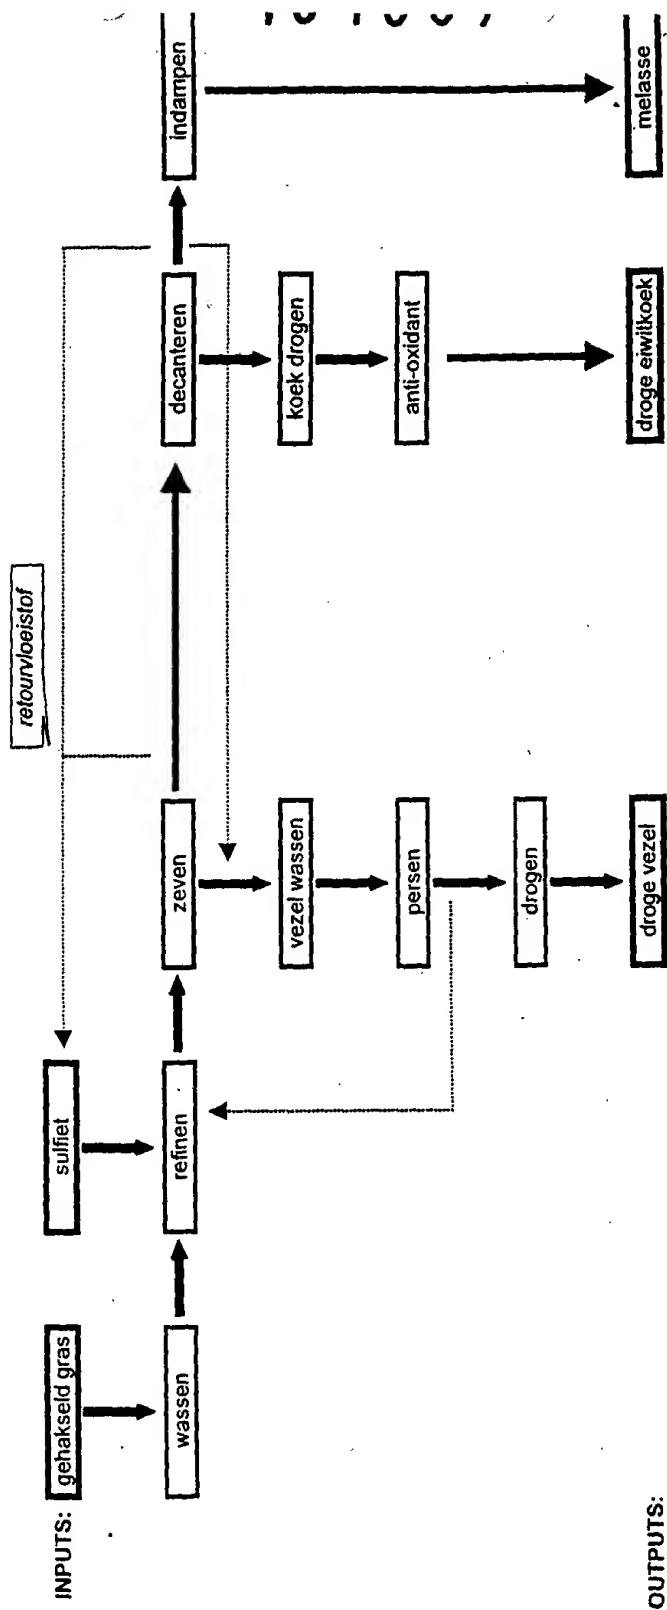 retourvloeistof
INPUTS:
gehakseld gras
sulfiet
wassen
refinen
zeven
decanteren
indampen
vezel wassen
koek drogen
persen
anti-oxidant
drogen
OUTPUTS:
droge vezel
droge eiwitkoek
melasse